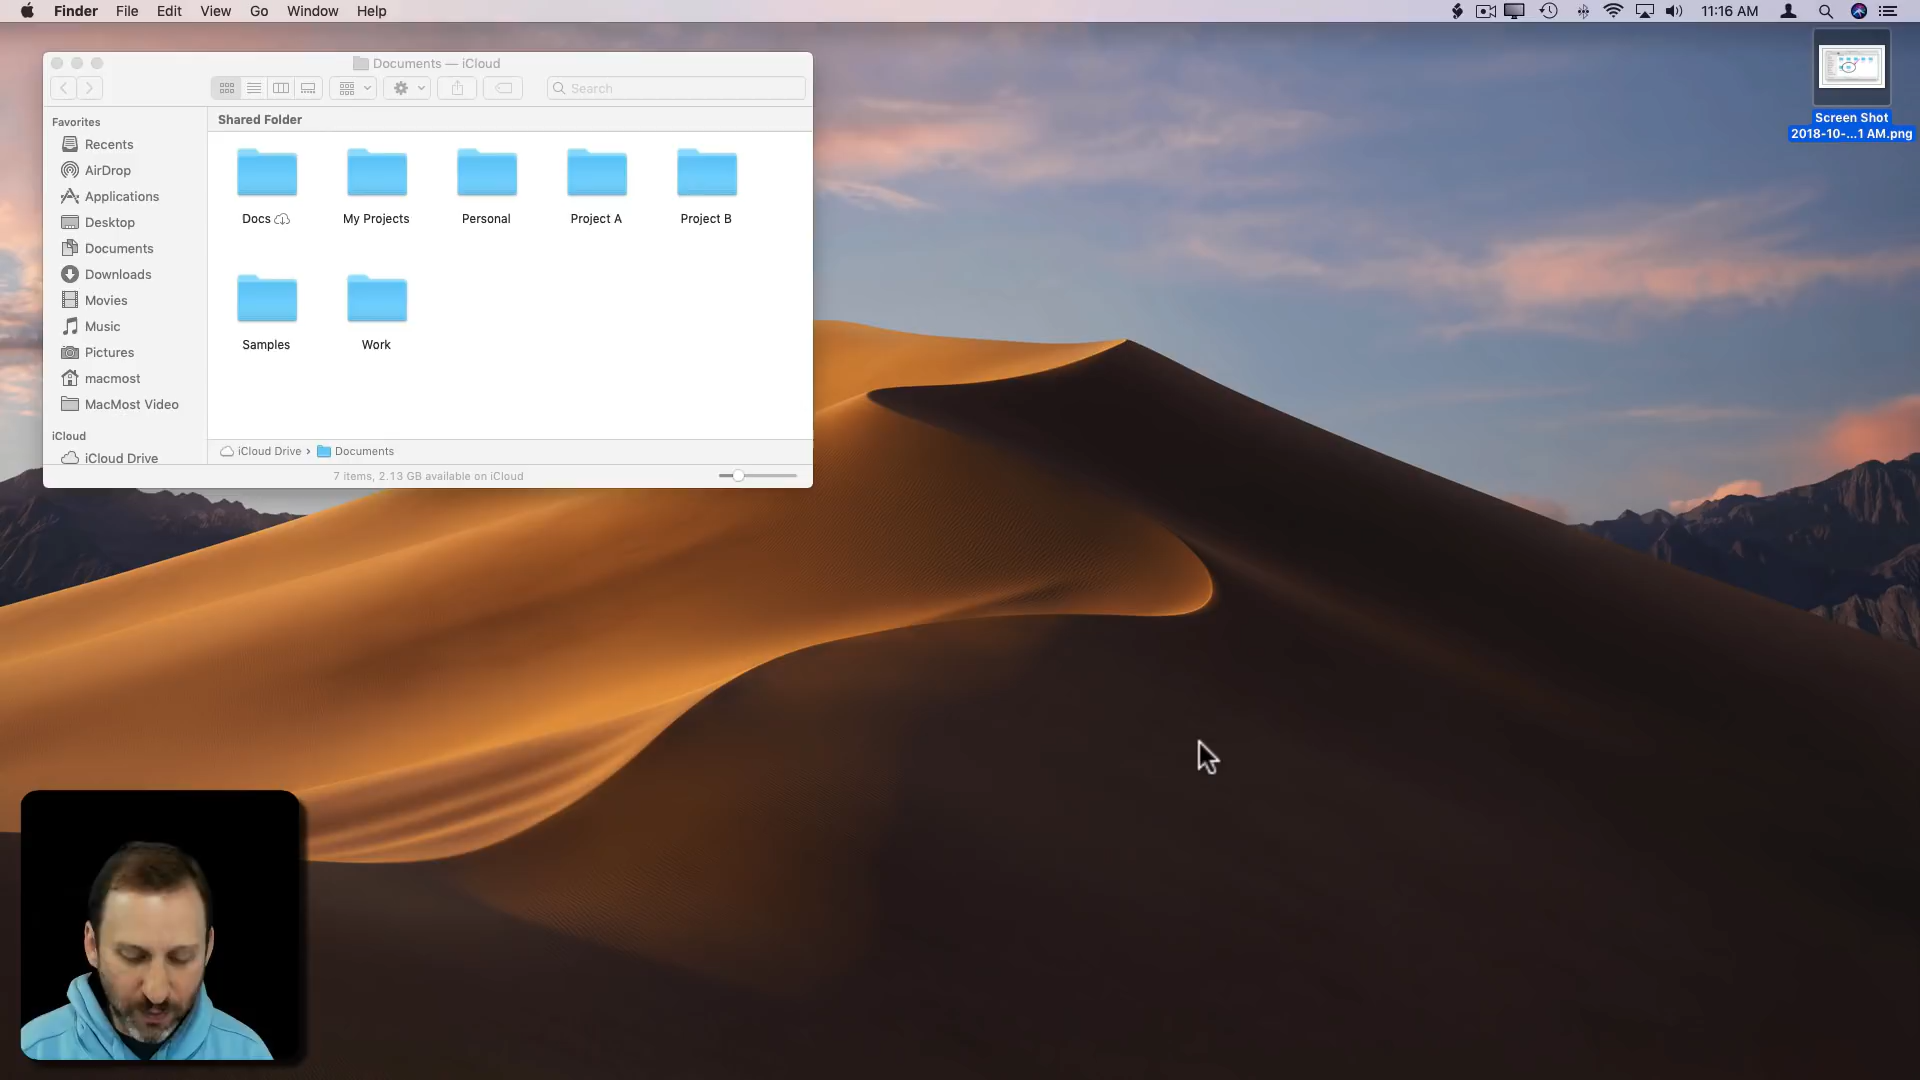 Finder File Edit View Go Window Help
11:16 AM
Documents — iCloud
Search
Favorites
Recents
AirDrop
Applications
Desktop
Documents
Downloads
Movies
Music
Pictures
macmost
MacMost Video
iCloud
iCloud Drive
Shared Folder
Docs My Projects Personal Project A Project B
Samples Work
iCloud Drive › Documents
7 items, 2.13 GB available on iCloud
Screen Shot
2018-10-...1 AM.png